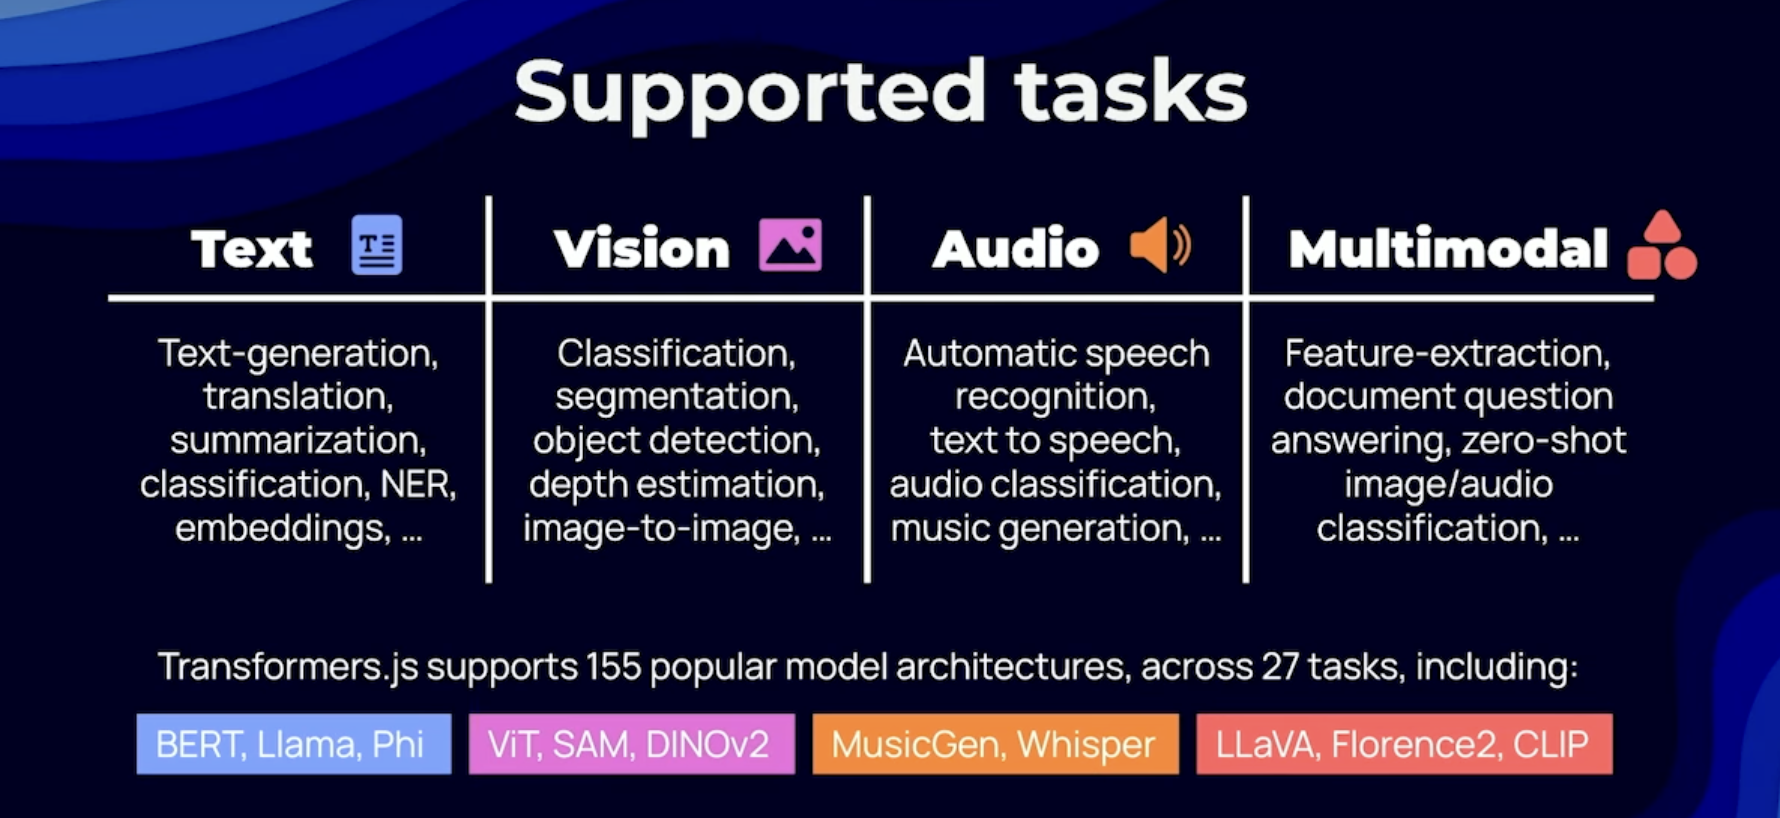 Supported tasks
Text
Text-generation,
translation,
summarization,
classification, NER,
embeddings, ...
Vision
Classification,
segmentation,
object detection,
depth estimation,
image-to-image, ...
Audio
Automatic speech
recognition,
text to speech,
audio classification,
music generation, ...
Multimodal
Feature-extraction,
document question
answering, zero-shot
image/audio
classification, ...
Transformers.js supports 155 popular model architectures, across 27 tasks, including:
BERT, Llama, Phi
ViT, SAM, DINOv2
MusicGen, Whisper
LLaVA, Florence2, CLIP